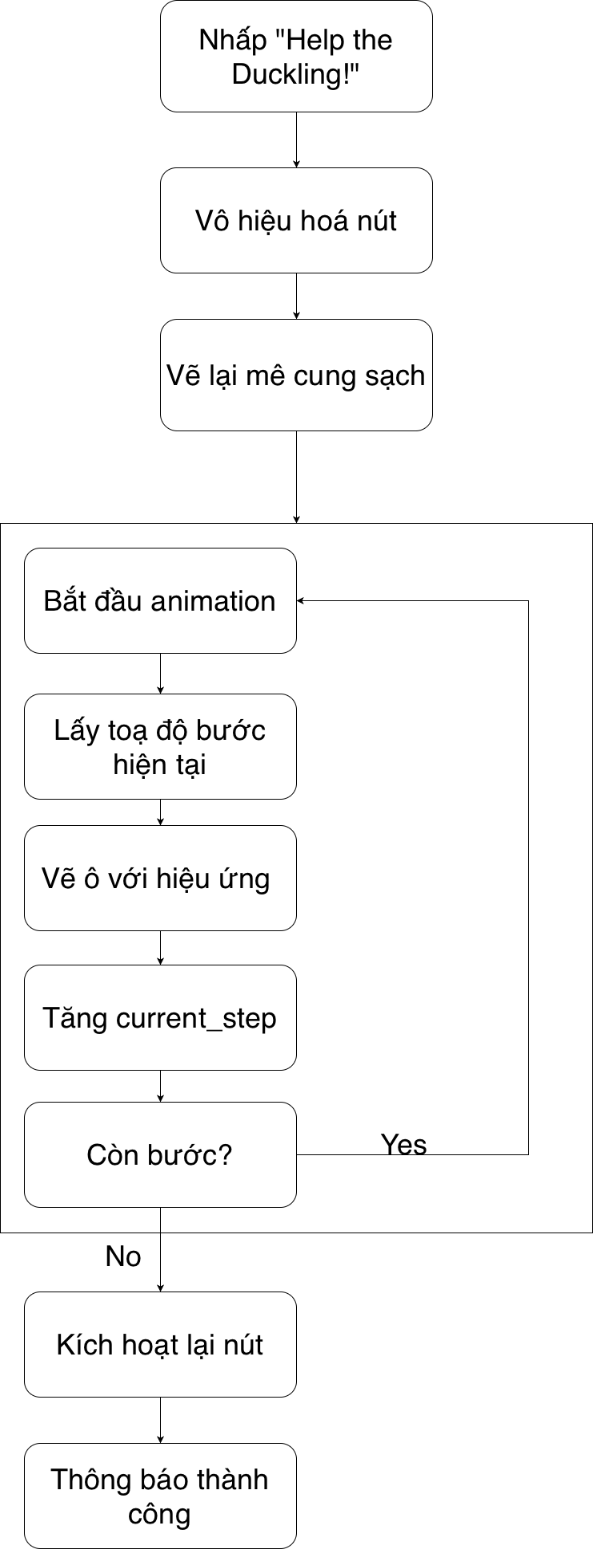 Nhấp "Help the
Duckling!"
Vô hiệu hoá nút
Vẽ lại mê cung sạch
Bắt đầu animation
Lấy toạ độ bước
hiện tại
Vẽ ô với hiệu ứng
Tăng current_step
Còn bước?
Yes
No
Kích hoạt lại nút
Thông báo thành
công